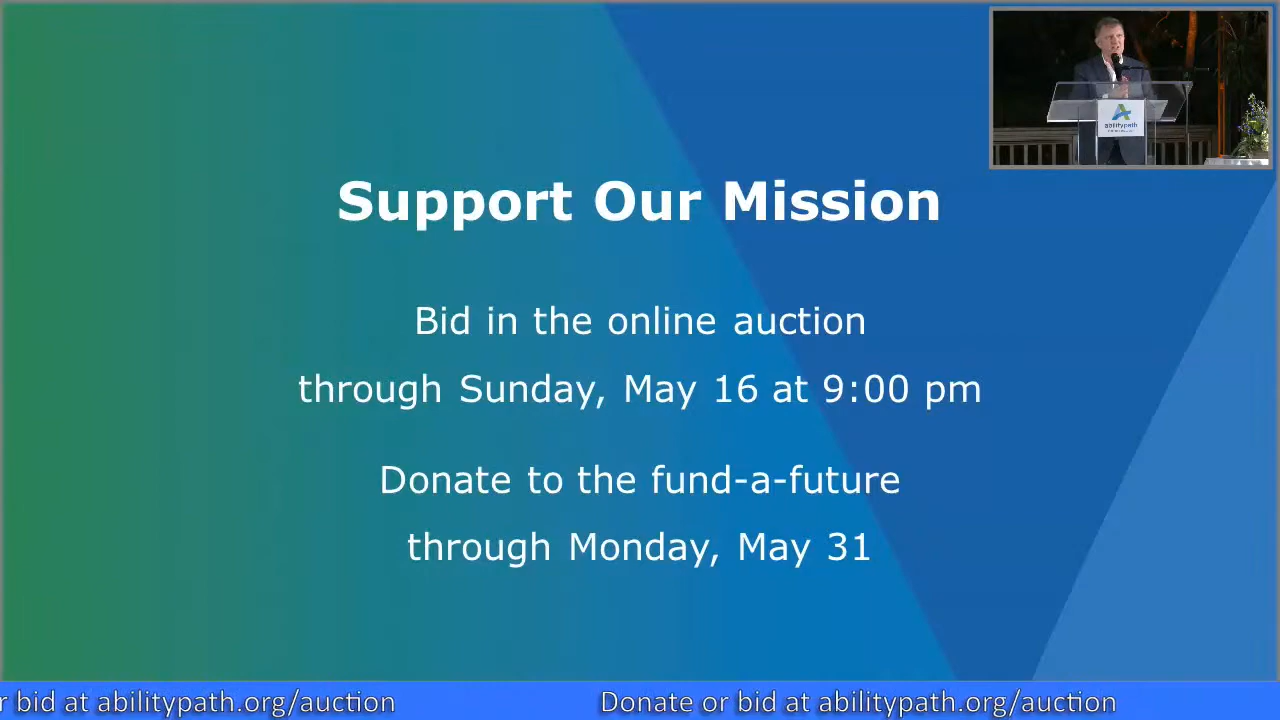 abilitypath
Support Our Mission
Bid in the online auction
through Sunday, May 16 at 9:00 pm
Donate to the fund-a-future
through Monday, May 31
r bid at abilitypath.org/auction
Donate or bid at abilitypath.org/auction